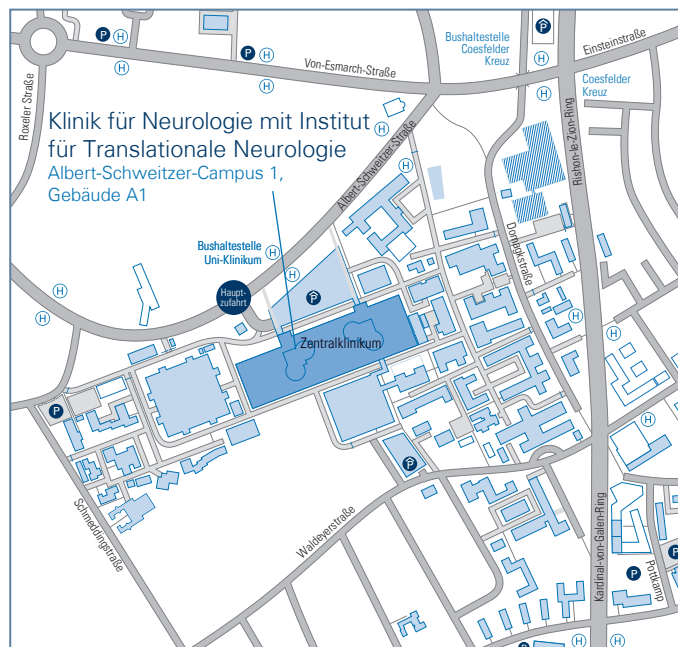 P
H
H
P
H
H
P
Bushaltestelle
Coesfelder
Kreuz
Einsteinstraße
H
H
Coesfelder
Kreuz
Roxeler Straße
Von-Esmarch-Straße
Klinik für Neurologie mit Institut
für Translationale Neurologie
Albert-Schweitzer-Campus 1,
Gebäude A1
H
H
Albert-Schweitzer-Straße
Rishon-le-Zion-Ring
Domagkstraße
Bushaltestelle
Uni-Klinikum
H
H
Haupt-
zufahrt
P
H
H
H
H
Zentralklinikum
P
H
P
Schmeddingstraße
Waldeyerstraße
Kardinal-von-Galen-Ring
Pottkamp
P
P
P
H
H